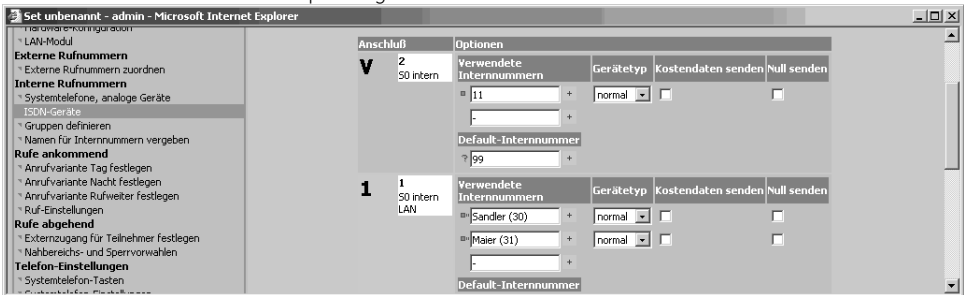 Set unbenannt - admin - Microsoft Internet Explorer
Hardware-Konfiguration
LAN-Modul
Externe Rufnummern
Externe Rufnummern zuordnen
Interne Rufnummern
Systemtelefone, analoge Geräte
ISDN-Geräte
Gruppen definieren
Namen für Internnummern vergeben
Rufe ankommend
Anrufvariante Tag festlegen
Anrufvariante Nacht festlegen
Anrufvariante Rufweiter festlegen
Ruf-Einstellungen
Rufe abgehend
Externzugang für Teilnehmer festlegen
Nahbereichs- und Sperrvorwahlen
Telefon-Einstellungen
Systemtelefon-Tasten
Anschluß Optionen
V 2 S0 intern
Verwendete Internnummern Gerätetyp Kostendaten senden Null senden
11 + normal
- +
Default-Internnummer
? 99 +
1 1 S0 intern LAN
Verwendete Internnummern Gerätetyp Kostendaten senden Null senden
Sandler (30) + normal
Maier (31) + normal
- +
Default-Internnummer